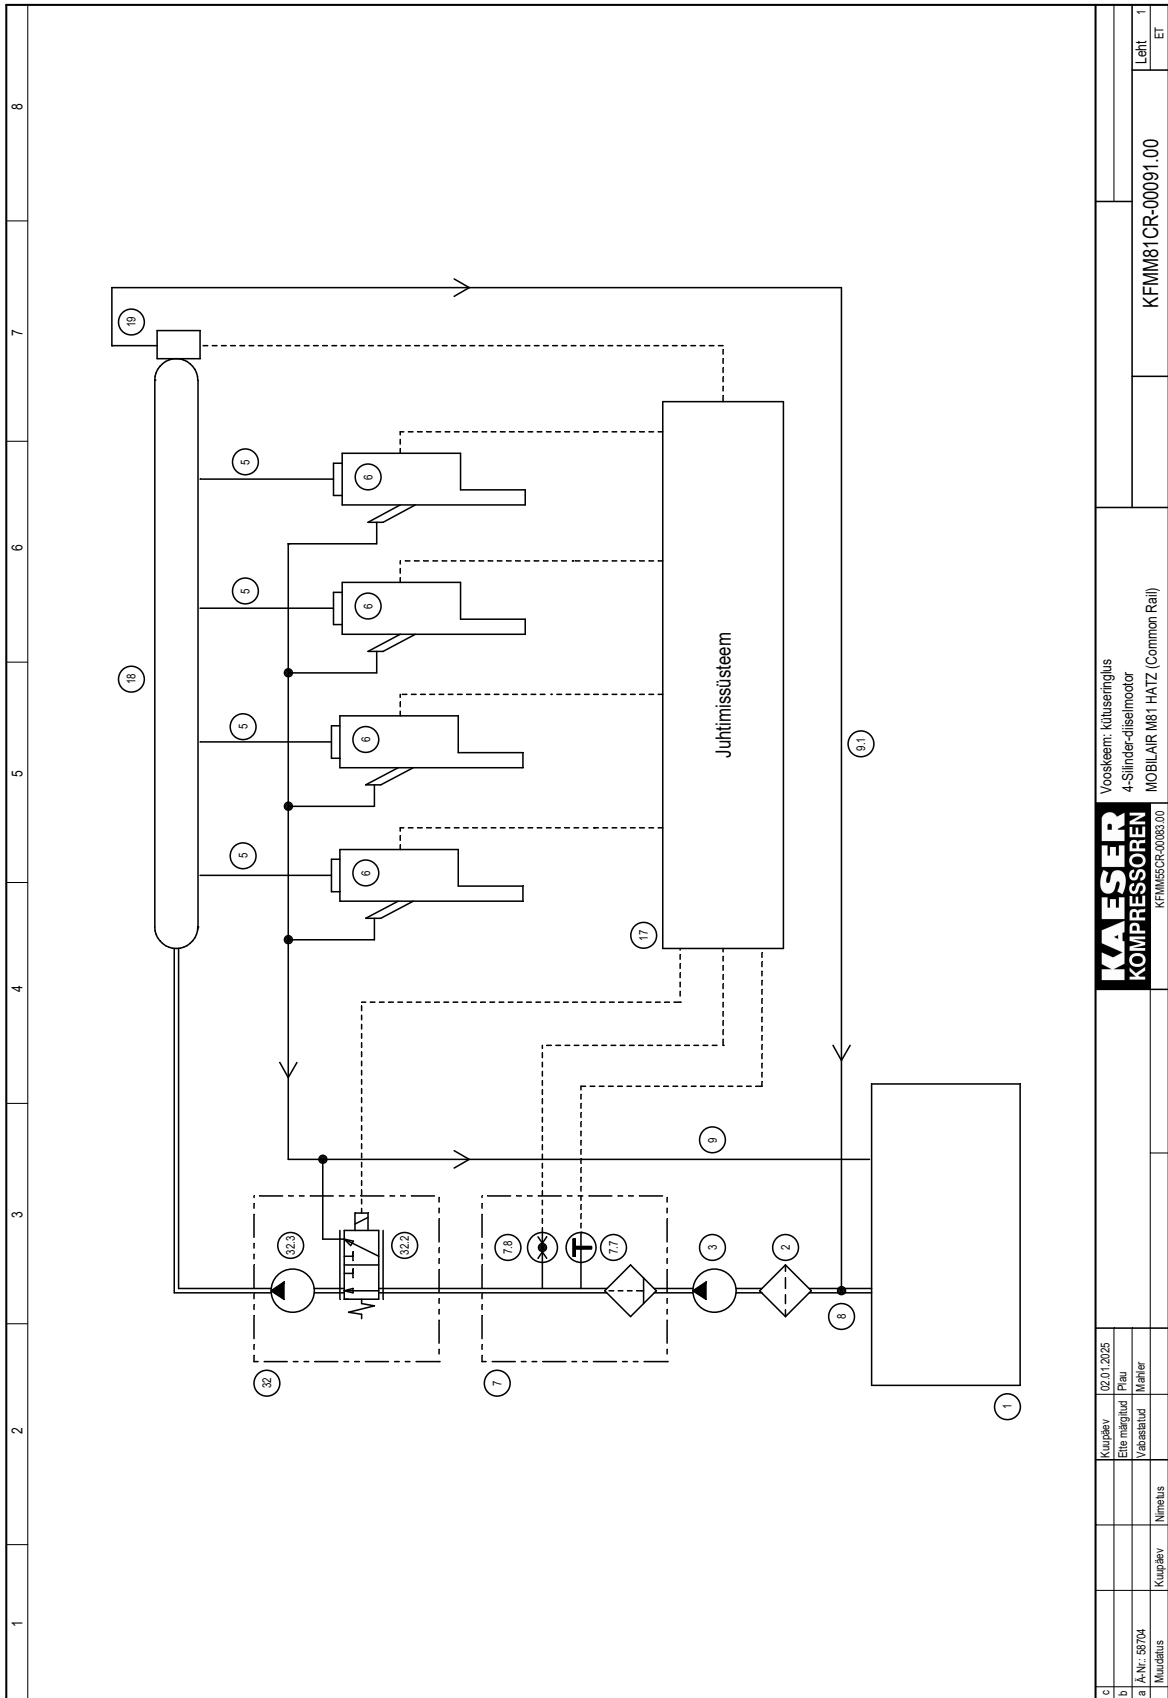 1
2
3
4
5
6
7
8
19
18
5
5
5
5
6
6
6
6
Juhtimissüsteem
17
9.1
9
32.3
32.2
32
7.8
7.7
7
3
2
8
1
c
b
a Ä-Nr.: 58704
Muudatus
Kuupäev
Nimetus
Kuupäev 02.01.2025
Ette märgitud Plau
Vabastatud Mahler
KAESER
KOMPRESSOREN
KFMM55CR-00083.00
Vooskeem: kütuseringlus
4-Silinder-diiselmootor
MOBILAIR M81 HATZ (Common Rail)
KFMM81CR-00091.00
Leht 1
ET